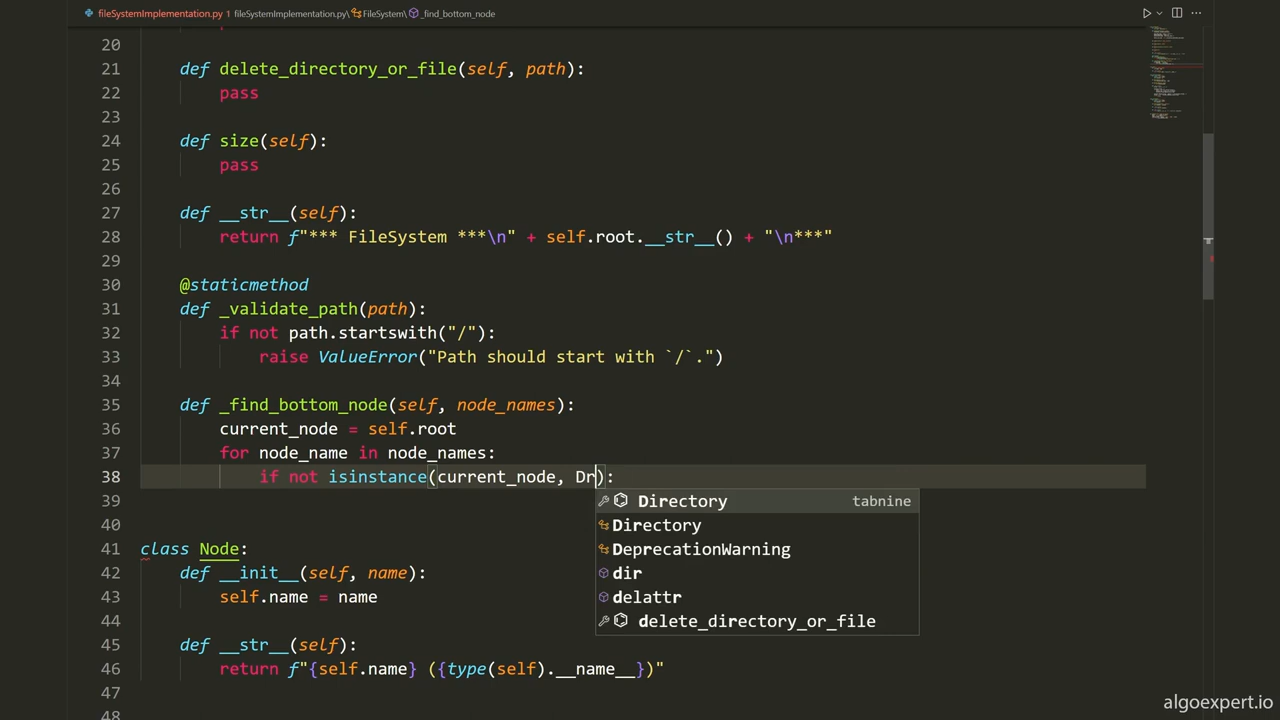 fileSystemImplementation.py 1 fileSystemImplementation.py\ FileSystem\ _find_bottom_node
20
21 def delete_directory_or_file(self, path):
22 pass
23
24 def size(self):
25 pass
26
27 def __str__(self):
28 return f"*** FileSystem ***\n" + self.root.__str__() + "\n***"
29
30 @staticmethod
31 def _validate_path(path):
32 if not path.startswith("/"):
33 raise ValueError("Path should start with `/`.")
34
35 def _find_bottom_node(self, node_names):
36 current_node = self.root
37 for node_name in node_names:
38 if not isinstance(current_node, Dr):
Directory tabnine
39
Directory
40
DeprecationWarning
41 class Node:
dir
42 def __init__(self, name):
delattr
43 self.name = name
delete_directory_or_file
44
45 def __str__(self):
46 return f"{self.name} ({type(self).__name__})"
47
48
algoexpert.io